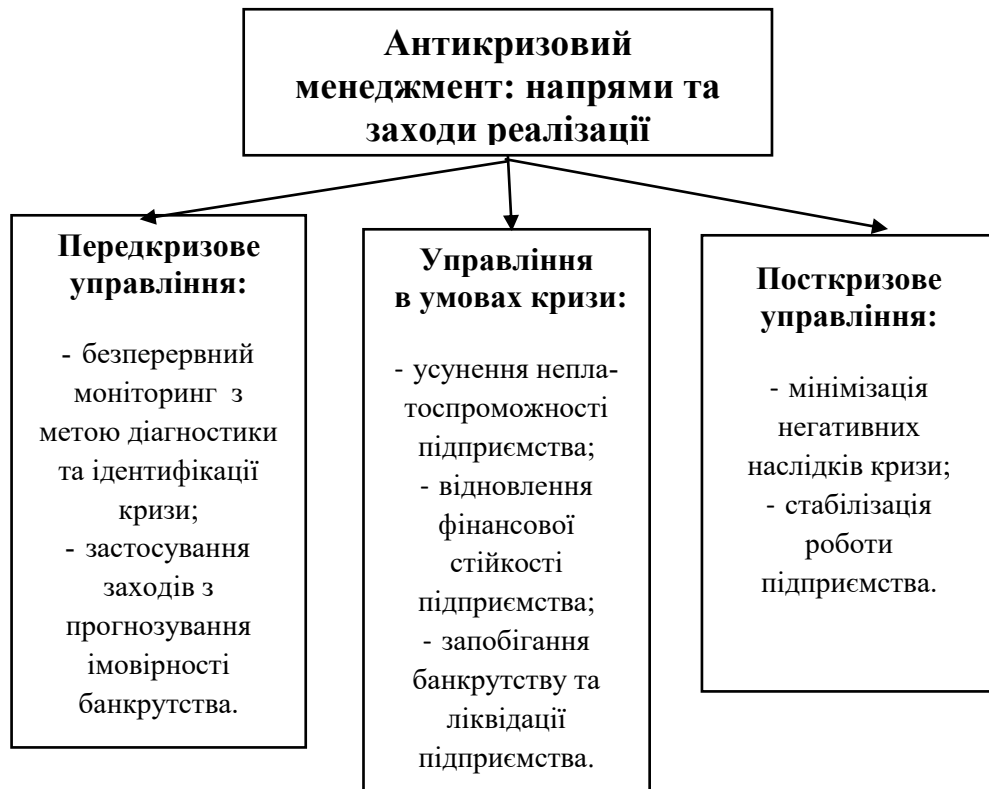 Антикризовий
менеджмент: напрями та
заходи реалізації
Передкризове
управління:
- безперервний
моніторинг з
метою діагностики
та ідентифікації
кризи;
- застосування
заходів з
прогнозування
імовірності
банкрутства.
Управління
в умовах кризи:
- усунення непла-
тоспроможності
підприємства;
- відновлення
фінансової
стійкості
підприємства;
- запобігання
банкрутству та
ліквідації
підприємства.
Посткризове
управління:
- мінімізація
негативних
наслідків кризи;
- стабілізація
роботи
підприємства.